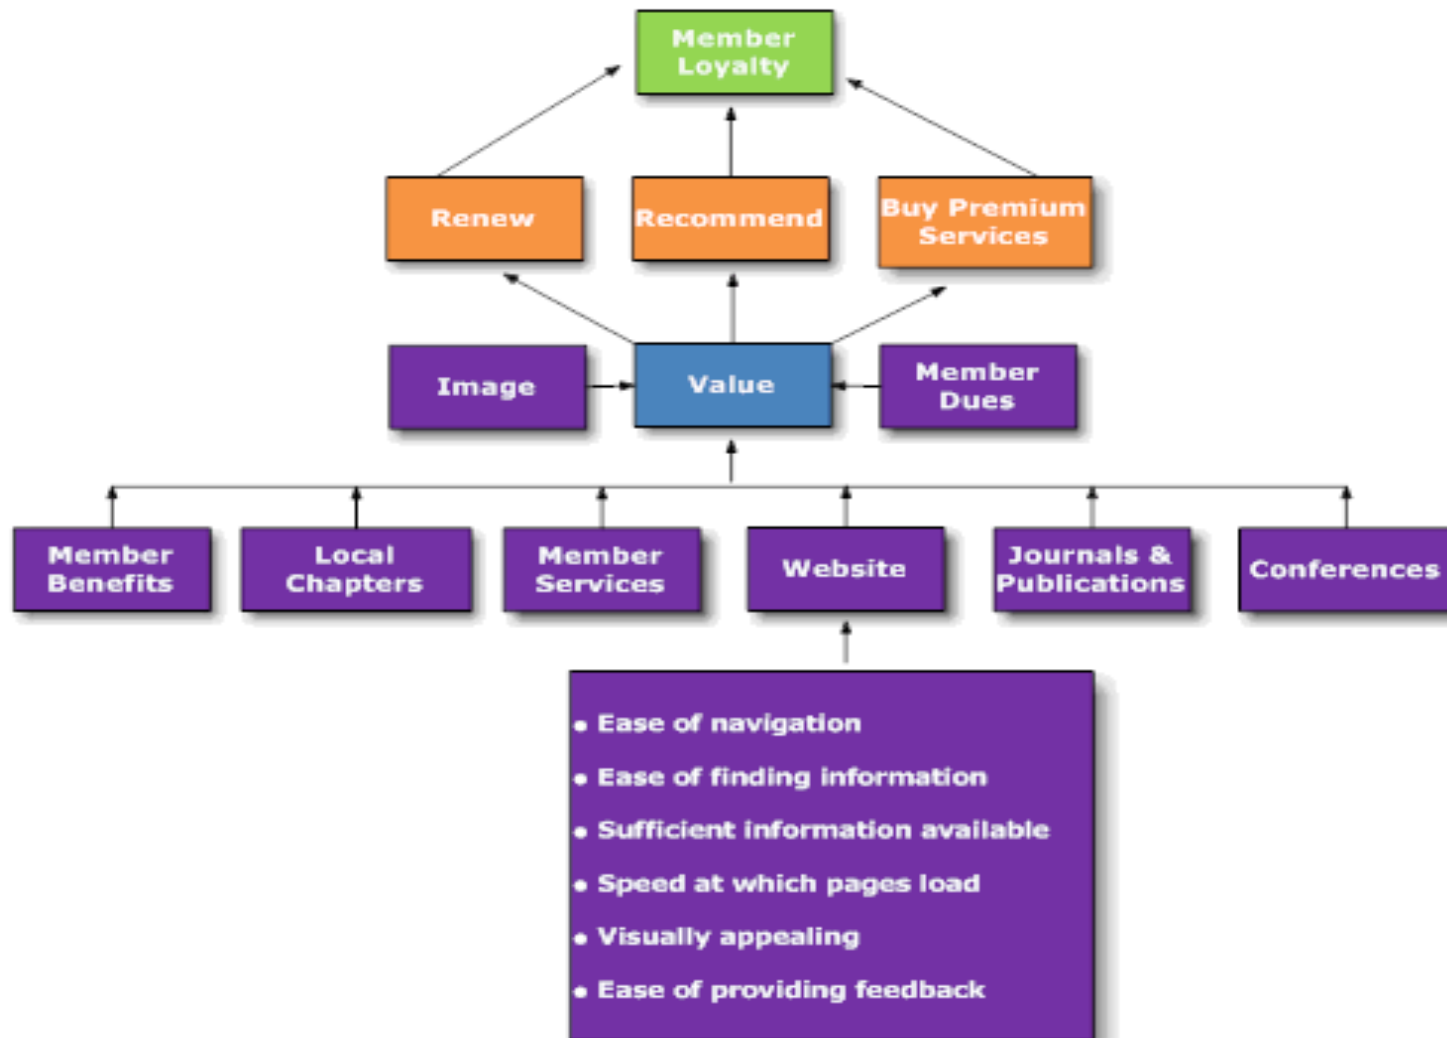 Member
Loyalty
Renew
Recommend
Buy Premium
Services
Image
Value
Member
Dues
Member
Benefits
Local
Chapters
Member
Services
Website
Journals &
Publications
Conferences
• Ease of navigation
• Ease of finding information
• Sufficient information available
• Speed at which pages load
• Visually appealing
• Ease of providing feedback